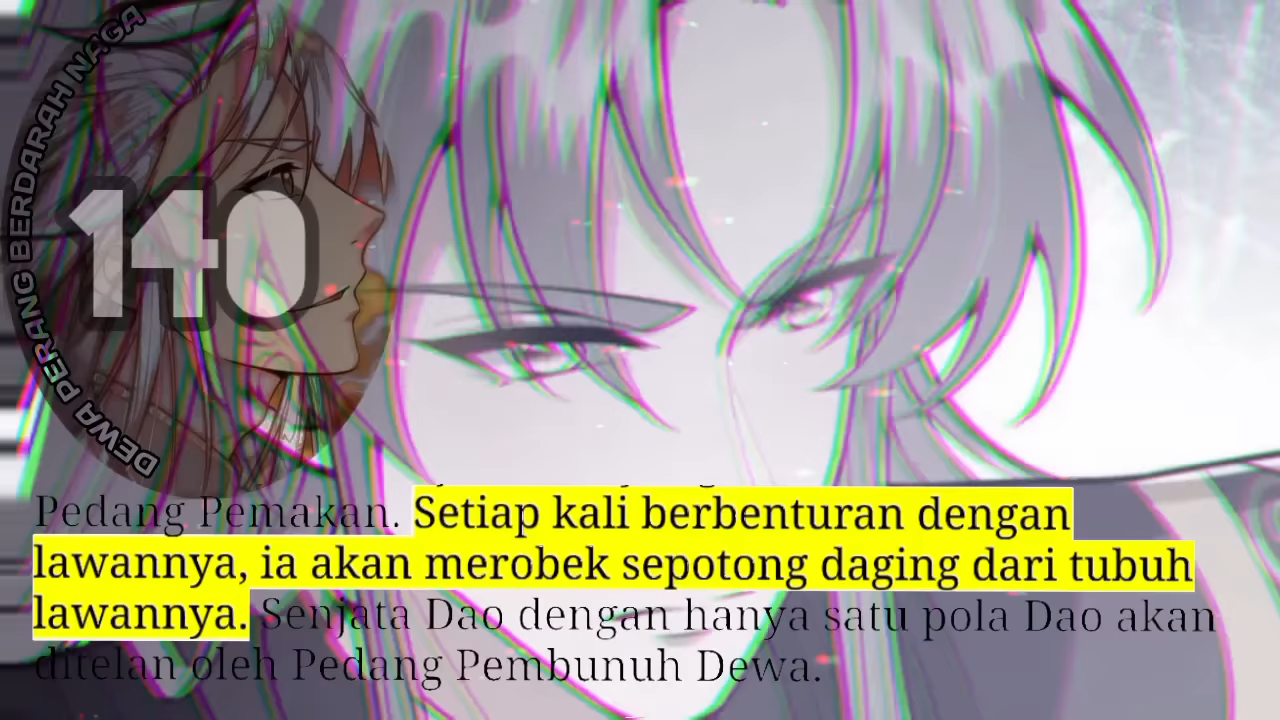 DEWA PERANG BERDARAH NAGA
140
Pedang Pemakan. Setiap kali berbenturan dengan
lawannya, ia akan merobek sepotong daging dari tubuh
lawannya. Senjata Dao dengan hanya satu pola Dao akan
ditelan oleh Pedang Pembunuh Dewa.